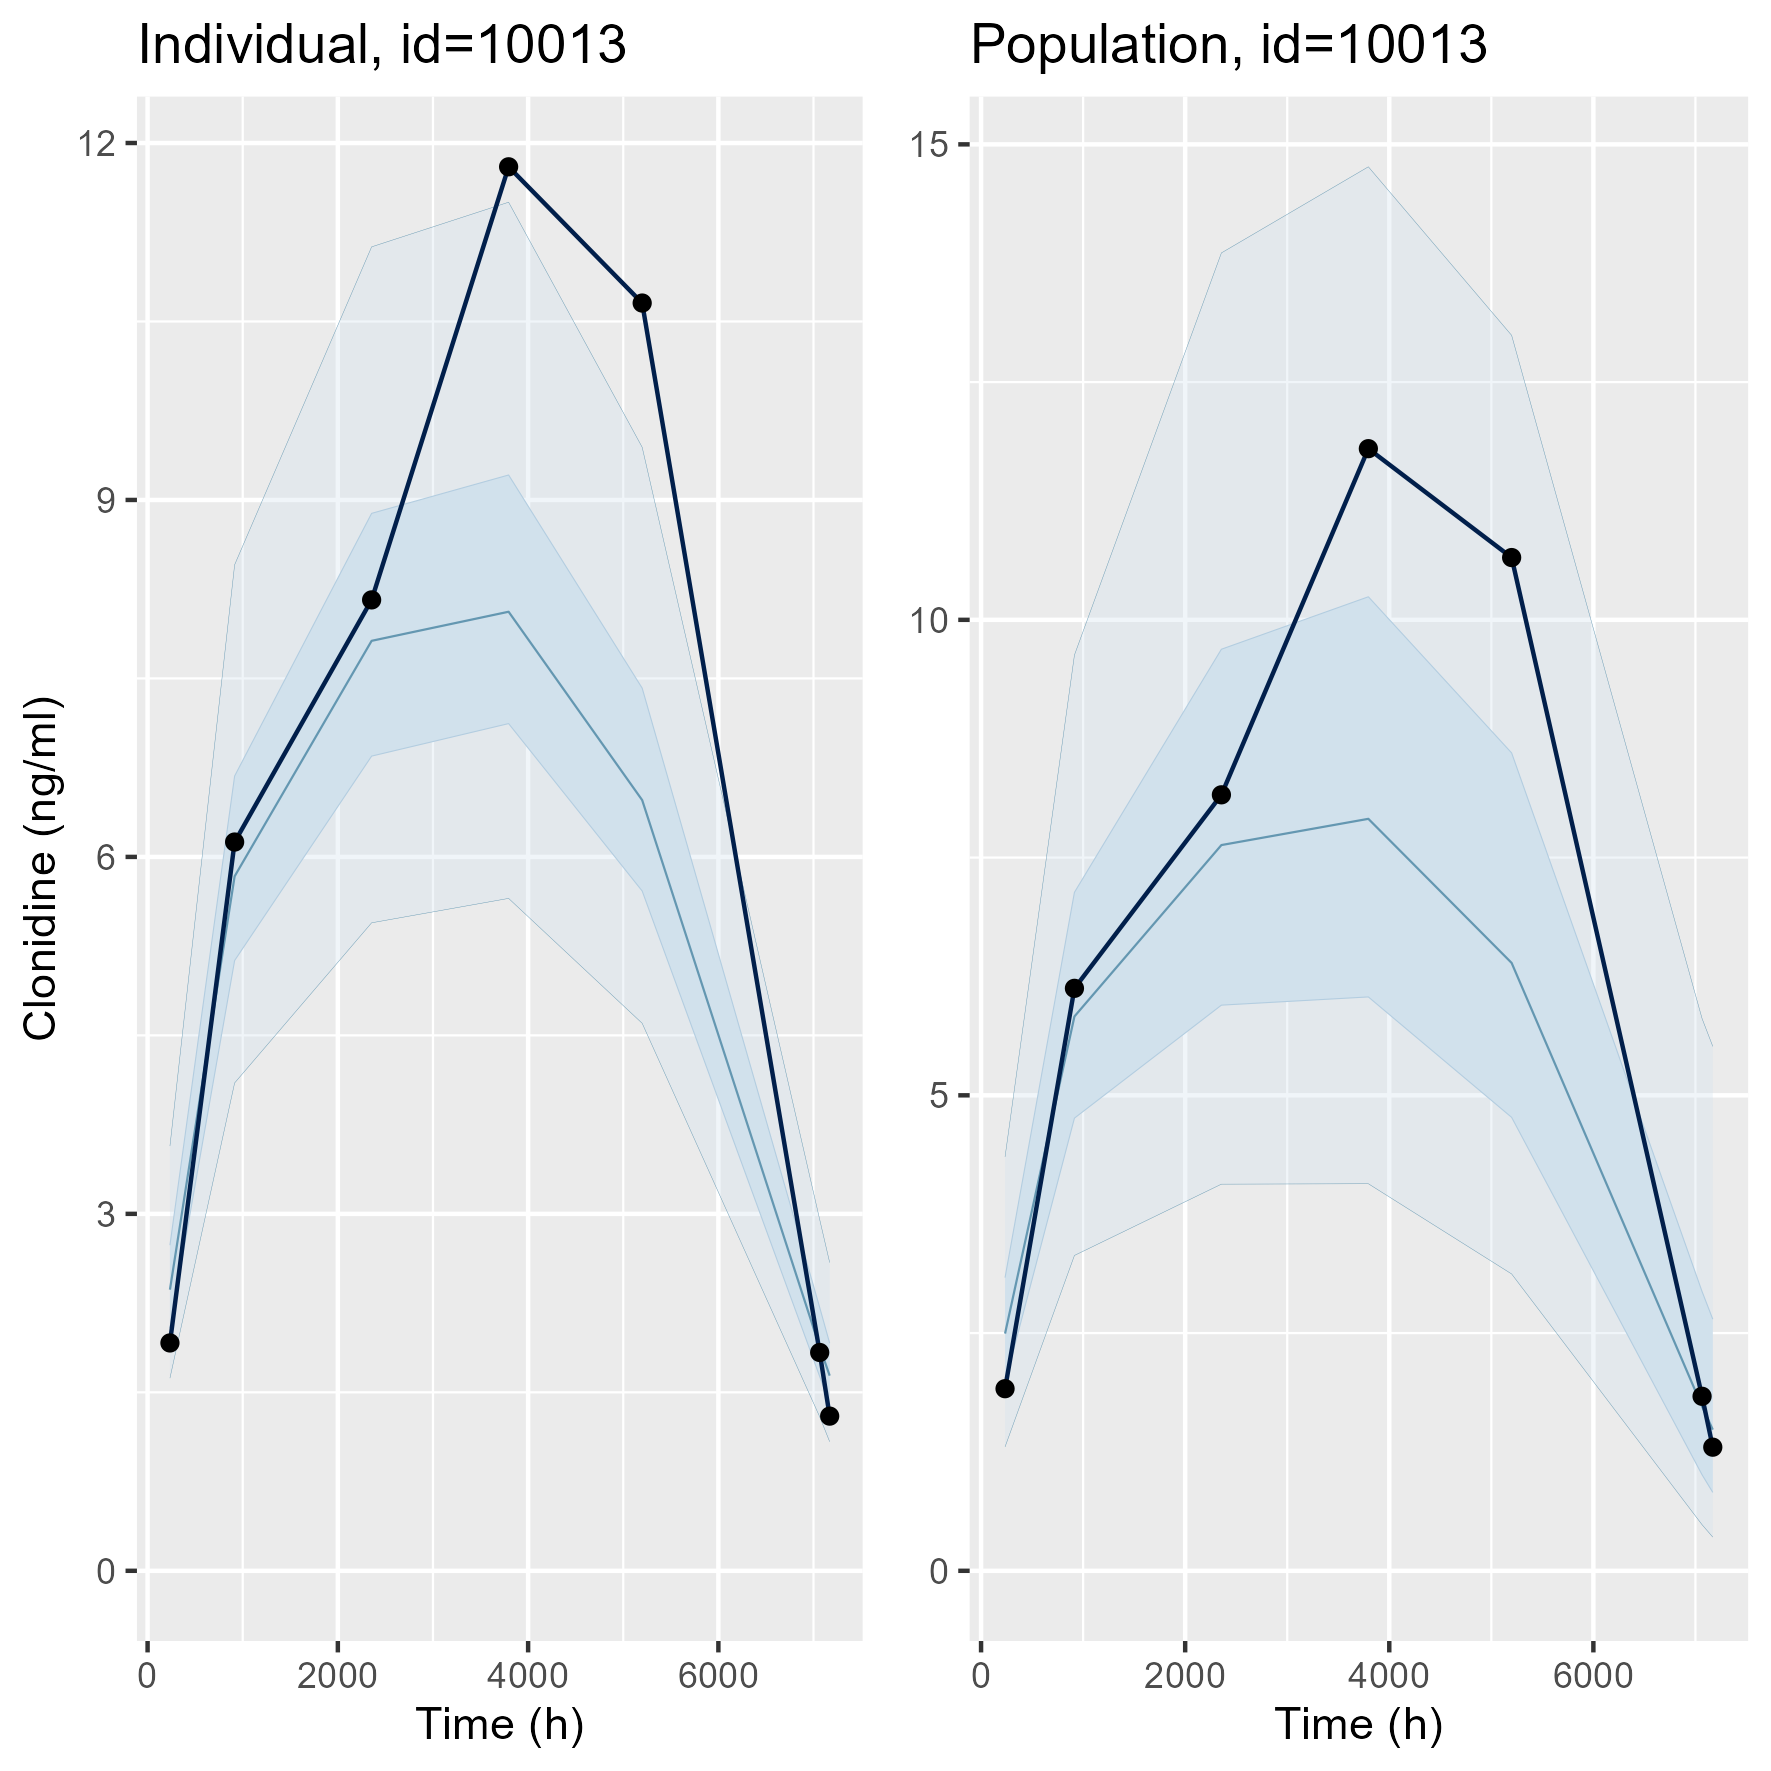 Individual, id=10013
Population, id=10013
Clonidine (ng/ml)
12
9
6
3
0
0 2000 4000 6000
Time (h)
15
10
5
0
0 2000 4000 6000
Time (h)